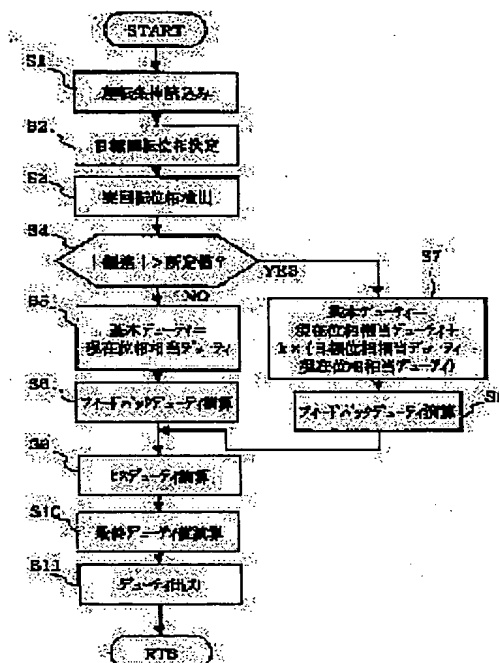 START
S1
運転条件読込み
S2
目標回転位相決定
S3
実回転位相検出
S4
|偏差|>所定値?
YES
NO
S5
基本デューティ=
現在位相相当デューティ
S7
基本デューティ=
現在位相相当デューティ+
k×(目標位相相当デューティ-
現在位相相当デューティ)
S6
フィードバックデューティ演算
フィードバックデューティ演算
S8
S9
デューティ演算
S10
最終デューティ値演算
S11
デューティ出力